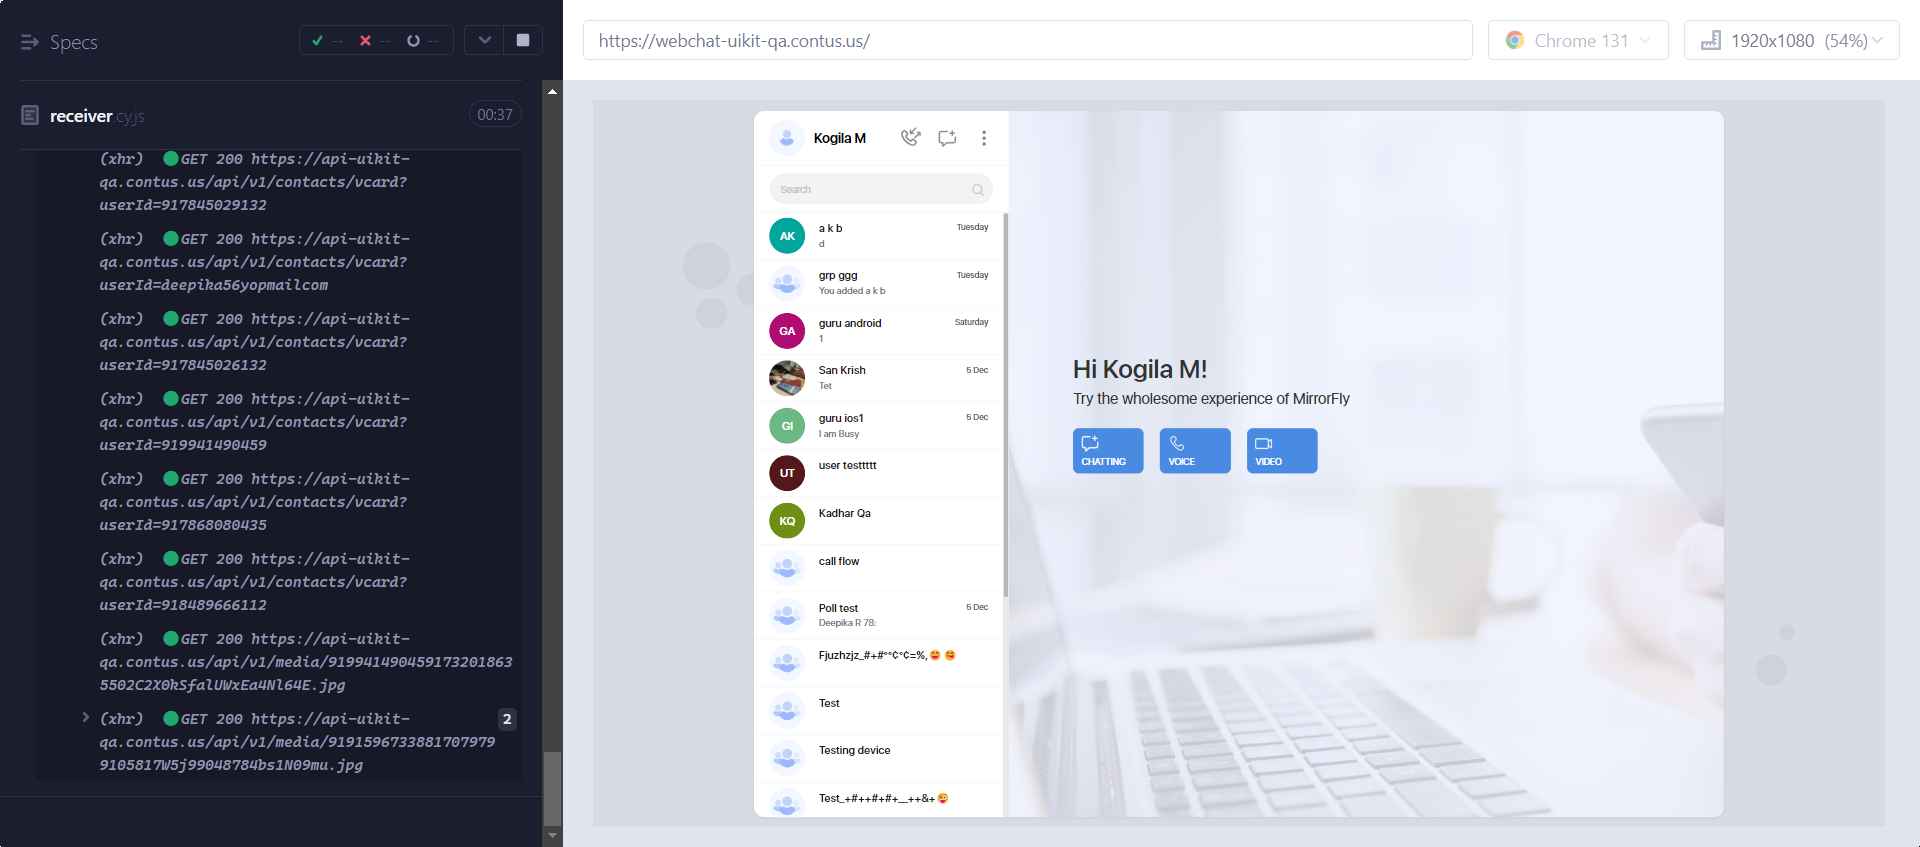 Specs
-- -- --
receiver.cy.js
00:37
(xhr) GET 200 https://api-uikit-
qa.contus.us/api/v1/contacts/vcard?
userId=917845029132
(xhr) GET 200 https://api-uikit-
qa.contus.us/api/v1/contacts/vcard?
userId=deepika56yopmailcom
(xhr) GET 200 https://api-uikit-
qa.contus.us/api/v1/contacts/vcard?
userId=917845026132
(xhr) GET 200 https://api-uikit-
qa.contus.us/api/v1/contacts/vcard?
userId=919941490459
(xhr) GET 200 https://api-uikit-
qa.contus.us/api/v1/contacts/vcard?
userId=917868080435
(xhr) GET 200 https://api-uikit-
qa.contus.us/api/v1/contacts/vcard?
userId=918489666112
(xhr) GET 200 https://api-uikit-
qa.contus.us/api/v1/media/919941490459173201863
5502C2X0kSfalUWxEa4Nl64E.jpg
(xhr) GET 200 https://api-uikit-
2
qa.contus.us/api/v1/media/9191596733881707979
9105817W5j99048784bs1N09mu.jpg
https://webchat-uikit-qa.contus.us/
Chrome 131
1920x1080 (54%)
Kogila M
Search
AK
a k b
Tuesday
d
grp ggg
Tuesday
You added a k b
GA
guru android
Saturday
1
San Krish
5 Dec
Tet
GI
guru ios1
5 Dec
I am Busy
UT
user testtttt
KQ
Kadhar Qa
call flow
Poll test
5 Dec
Deepika R 78:
Fjuzhzjz_#+#°°¢°¢=%,😄 😋
Test
Testing device
Test_+#++#+#+__++&+😜
Hi Kogila M!
Try the wholesome experience of MirrorFly
CHATTING
VOICE
VIDEO